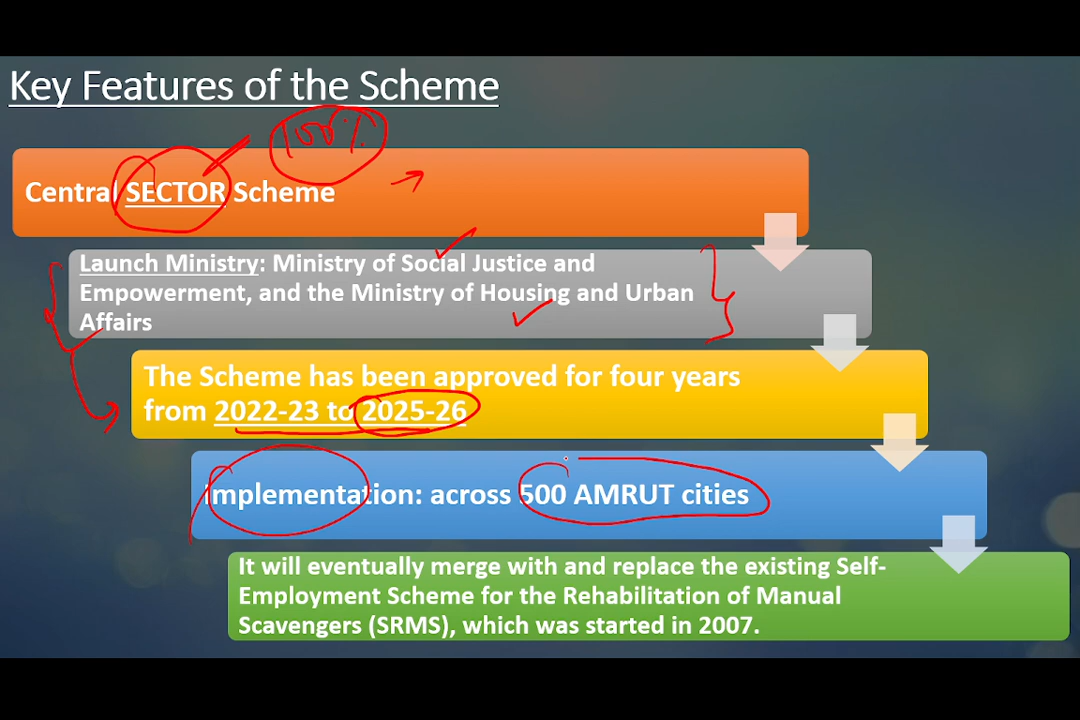 Key Features of the Scheme
100%
Central SECTOR Scheme
Launch Ministry: Ministry of Social Justice and
Empowerment, and the Ministry of Housing and Urban
Affairs
The Scheme has been approved for four years
from 2022-23 to 2025-26
Implementation: across 500 AMRUT cities
It will eventually merge with and replace the existing Self-
Employment Scheme for the Rehabilitation of Manual
Scavengers (SRMS), which was started in 2007.